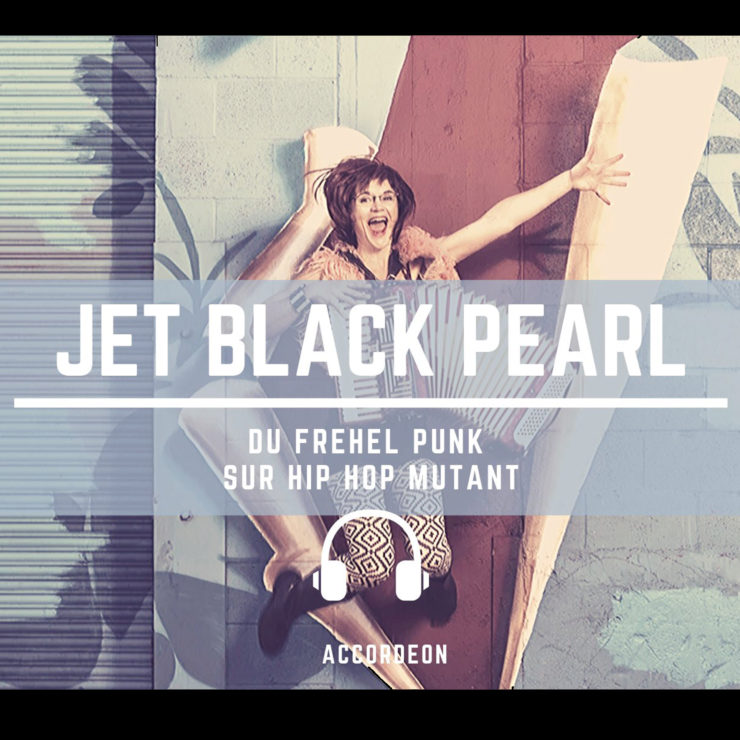 JET BLACK PEARL
DU FREHEL PUNK
SUR HIP HOP MUTANT
ACCORDEON